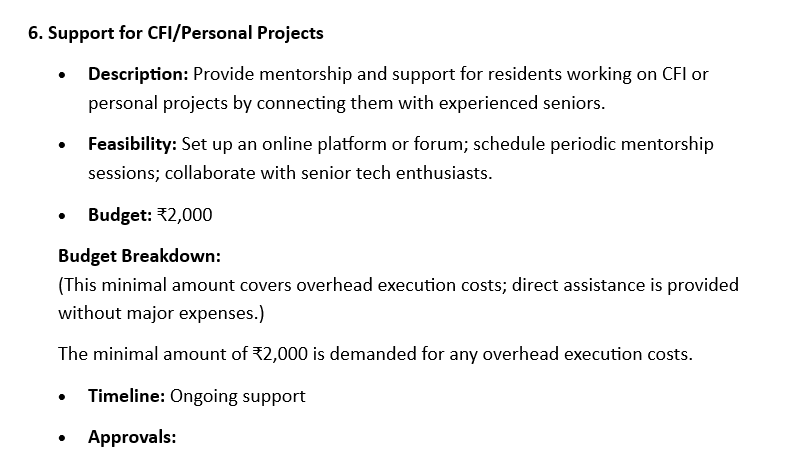 6. Support for CFI/Personal Projects
• Description: Provide mentorship and support for residents working on CFI or
personal projects by connecting them with experienced seniors.
• Feasibility: Set up an online platform or forum; schedule periodic mentorship
sessions; collaborate with senior tech enthusiasts.
• Budget: ₹2,000
Budget Breakdown:
(This minimal amount covers overhead execution costs; direct assistance is provided
without major expenses.)
The minimal amount of ₹2,000 is demanded for any overhead execution costs.
• Timeline: Ongoing support
• Approvals: